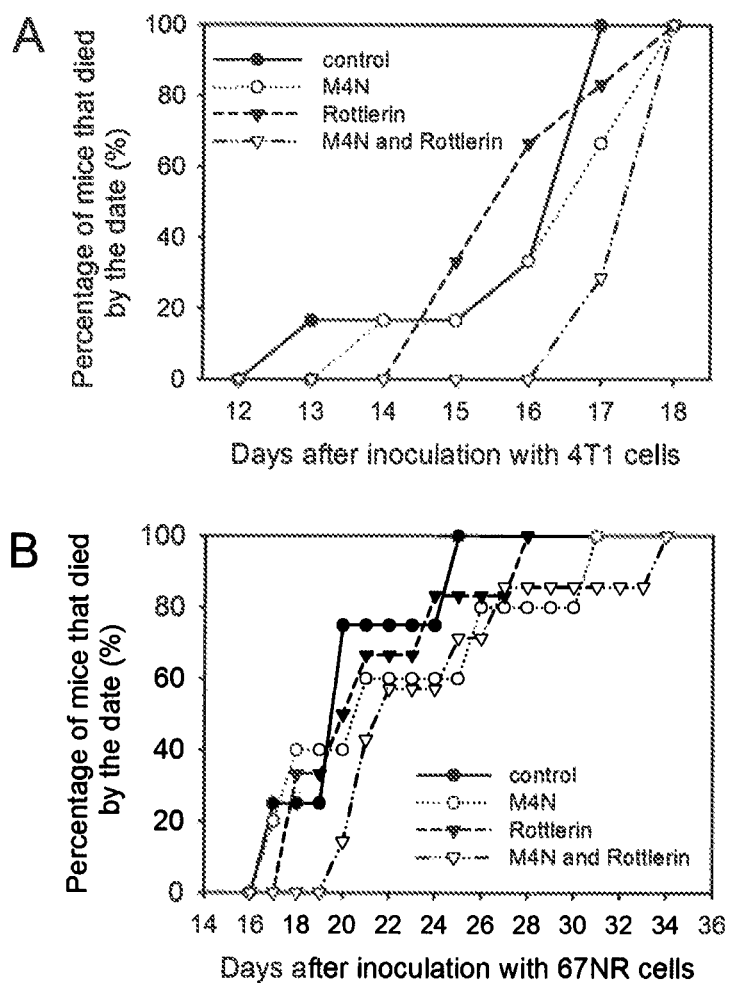 A
Percentage of mice that died
by the date (%)
100
80
60
40
20
0
control
M4N
Rottlerin
M4N and Rottlerin
12 13 14 15 16 17 18
Days after inoculation with 4T1 cells
B
Percentage of mice that died
by the date (%)
100
80
60
40
20
0
control
M4N
Rottlerin
M4N and Rottlerin
14 16 18 20 22 24 26 28 30 32 34 36
Days after inoculation with 67NR cells